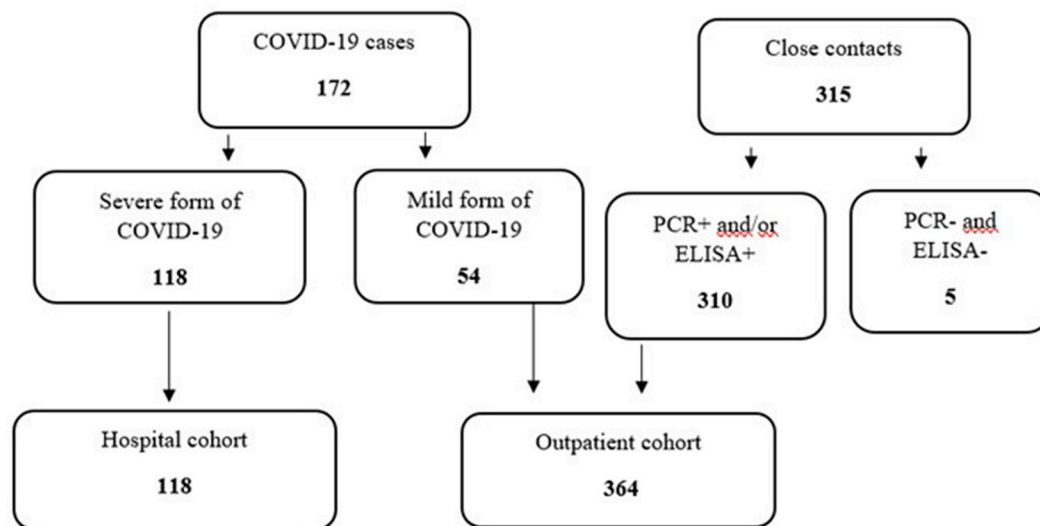 COVID-19 cases
172
Close contacts
315
Severe form of
COVID-19
118
Mild form of
COVID-19
54
PCR+ and/or
ELISA+
310
PCR- and
ELISA-
5
Hospital cohort
118
Outpatient cohort
364